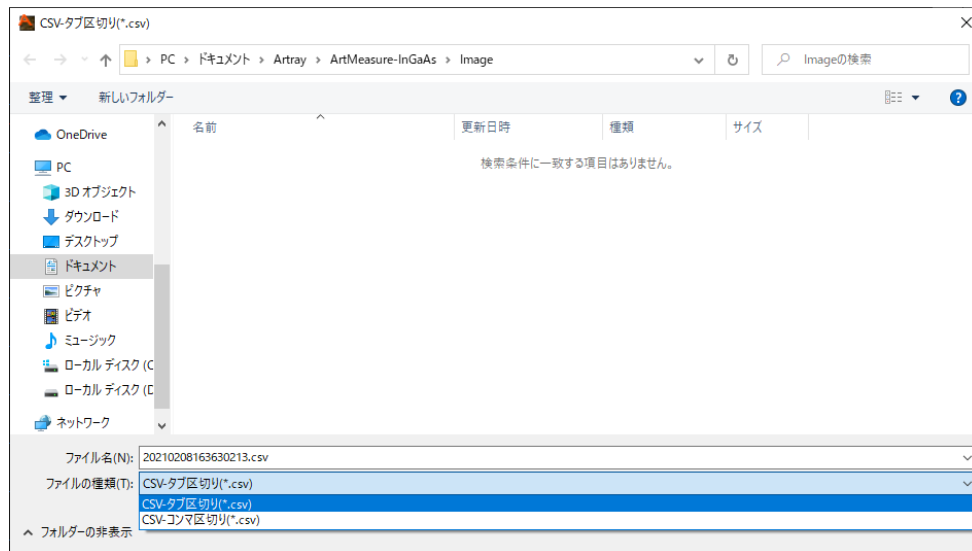 CSV-タブ区切り(*.csv)
PC › ドキュメント › Artray › ArtMeasure-InGaAs › Image
Imageの検索
整理 新しいフォルダー
名前 更新日時 種類 サイズ
検索条件に一致する項目はありません。
OneDrive
PC
3D オブジェクト
ダウンロード
デスクトップ
ドキュメント
ピクチャ
ビデオ
ミュージック
ローカル ディスク (C
ローカル ディスク (D
ネットワーク
ファイル名(N): 20210208163630213.csv
ファイルの種類(T): CSV-タブ区切り(*.csv)
CSV-タブ区切り(*.csv)
CSV-コンマ区切り(*.csv)
フォルダーの非表示